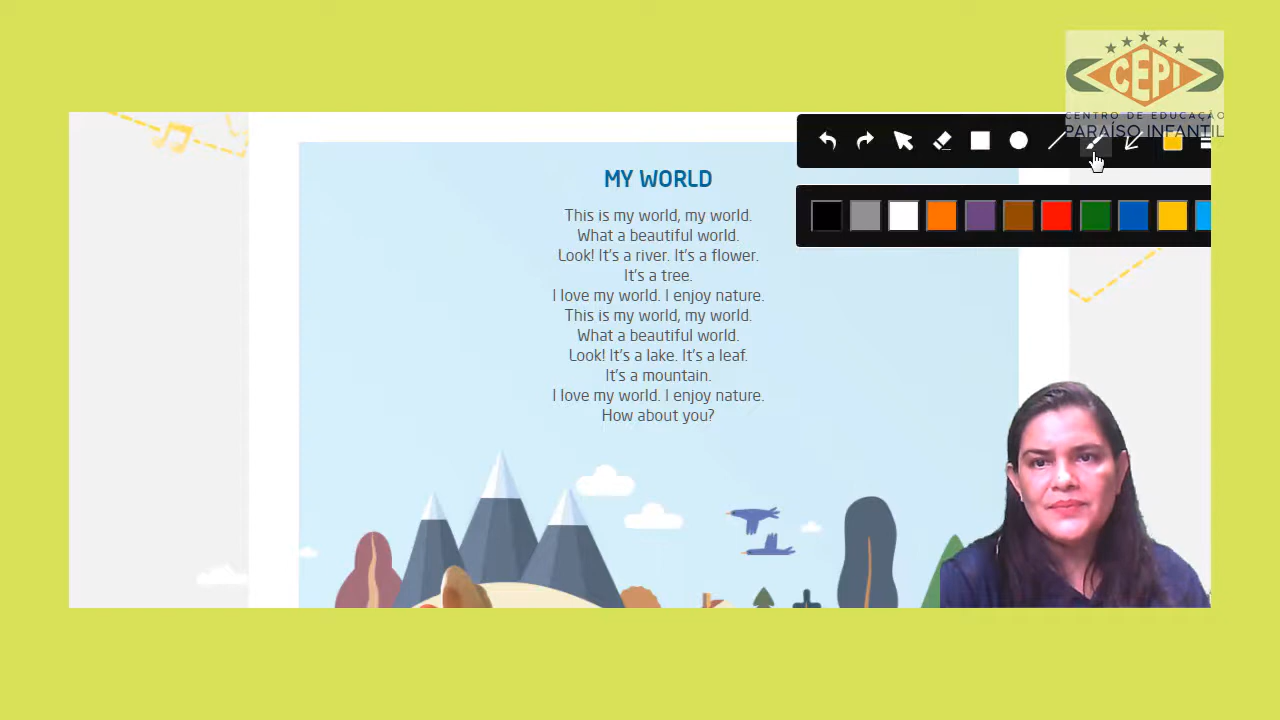 CEPI
CENTRO DE EDUCAÇÃO
PARAÍSO INFANTIL
MY WORLD
This is my world, my world.
What a beautiful world.
Look! It's a river. It's a flower.
It's a tree.
I love my world. I enjoy nature.
This is my world, my world.
What a beautiful world.
Look! It's a lake. It's a leaf.
It's a mountain.
I love my world. I enjoy nature.
How about you?